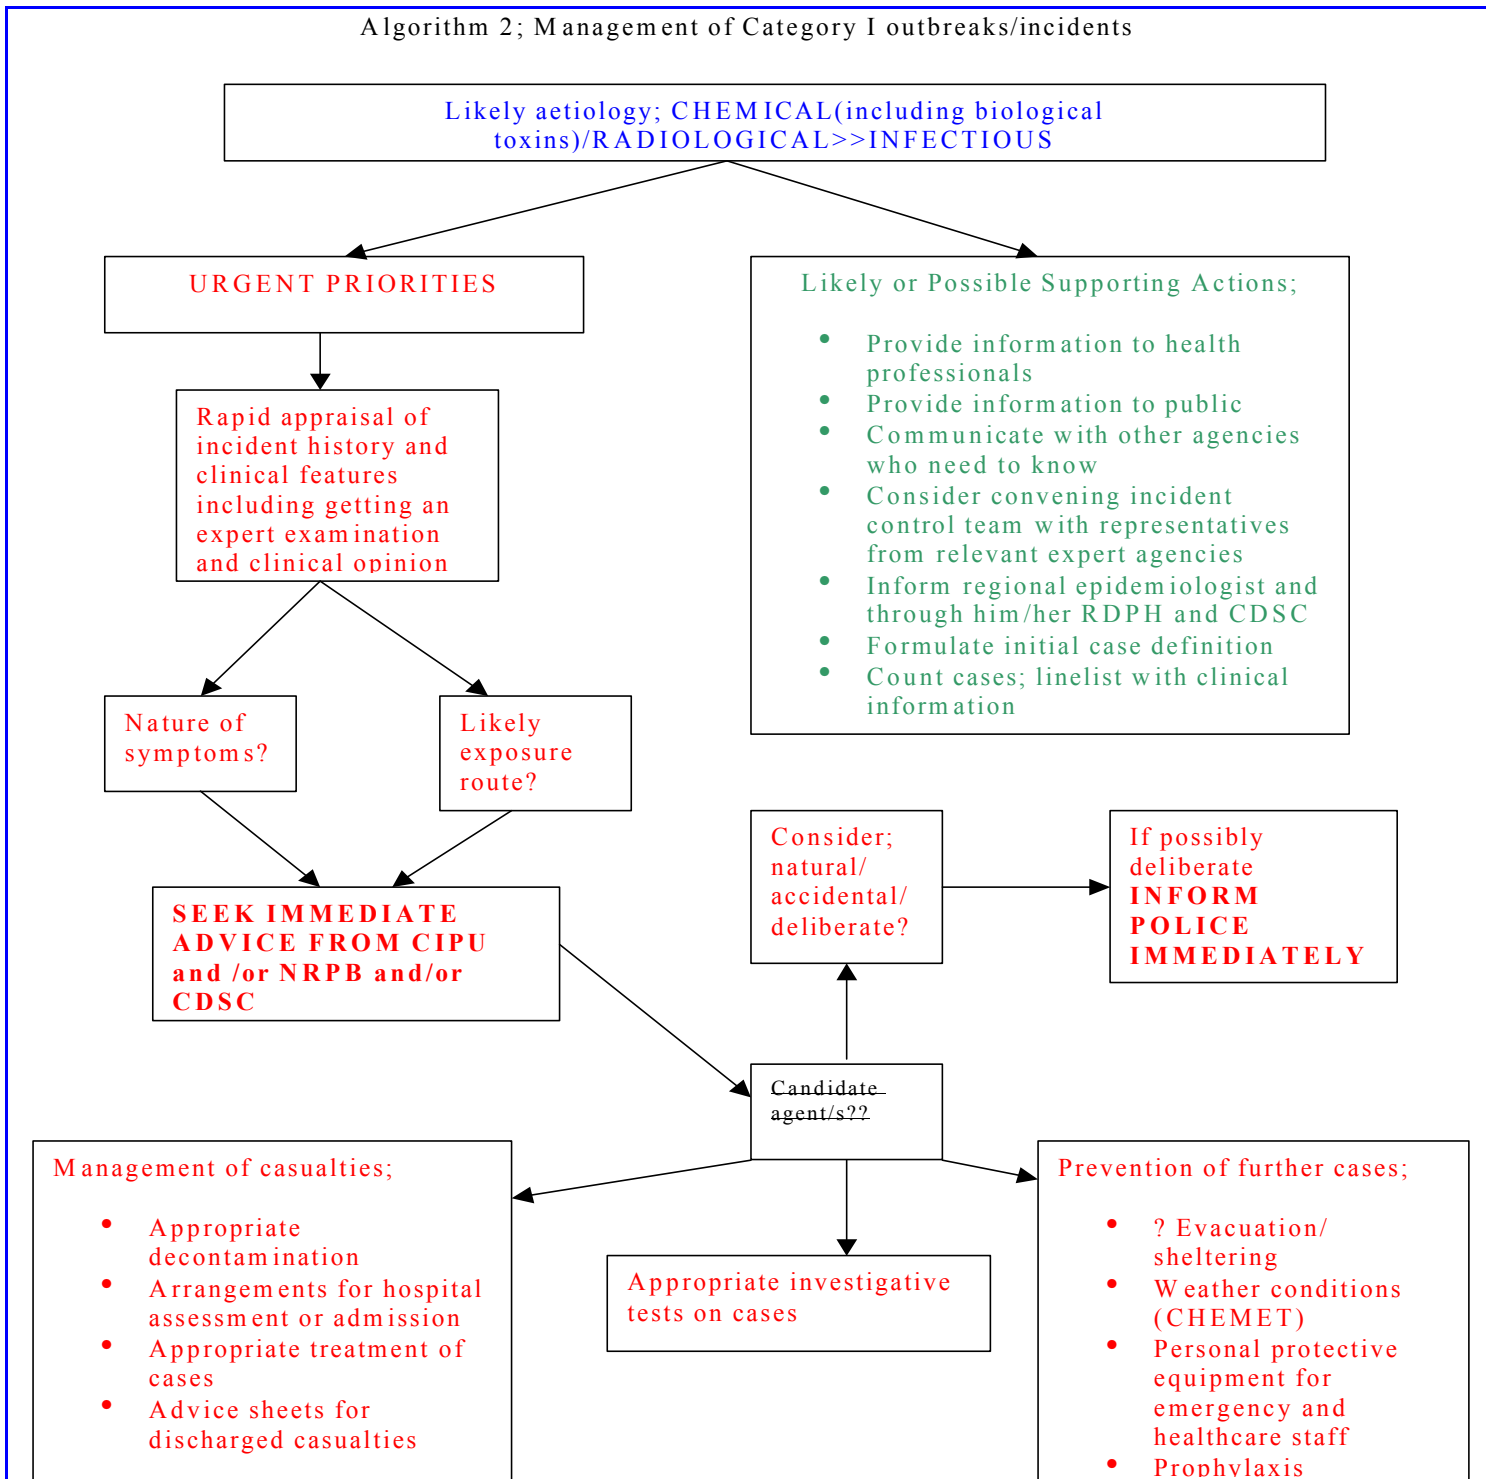 Algorithm 2; Management of Category I outbreaks/incidents
Likely aetiology; CHEMICAL(including biological
toxins)/RADIOLOGICAL>>INFECTIOUS
URGENT PRIORITIES
Rapid appraisal of
incident history and
clinical features
including getting an
expert examination
and clinical opinion
Likely or Possible Supporting Actions;
• Provide information to health
professionals
• Provide information to public
• Communicate with other agencies
who need to know
• Consider convening incident
control team with representatives
from relevant expert agencies
• Inform regional epidemiologist and
through him/her RDPH and CDSC
• Formulate initial case definition
• Count cases; linelist with clinical
information
Nature of
symptoms?
Likely
exposure
route?
SEEK IMMEDIATE
ADVICE FROM CIPU
and /or NRPB and/or
CDSC
Consider;
natural/
accidental/
deliberate?
If possibly
deliberate
INFORM
POLICE
IMMEDIATELY
Candidate
agent/s??
Management of casualties;
• Appropriate
decontamination
• Arrangements for hospital
assessment or admission
• Appropriate treatment of
cases
• Advice sheets for
discharged casualties
Appropriate investigative
tests on cases
Prevention of further cases;
• ? Evacuation/
sheltering
• Weather conditions
(CHEMET)
• Personal protective
equipment for
emergency and
healthcare staff
• Prophylaxis